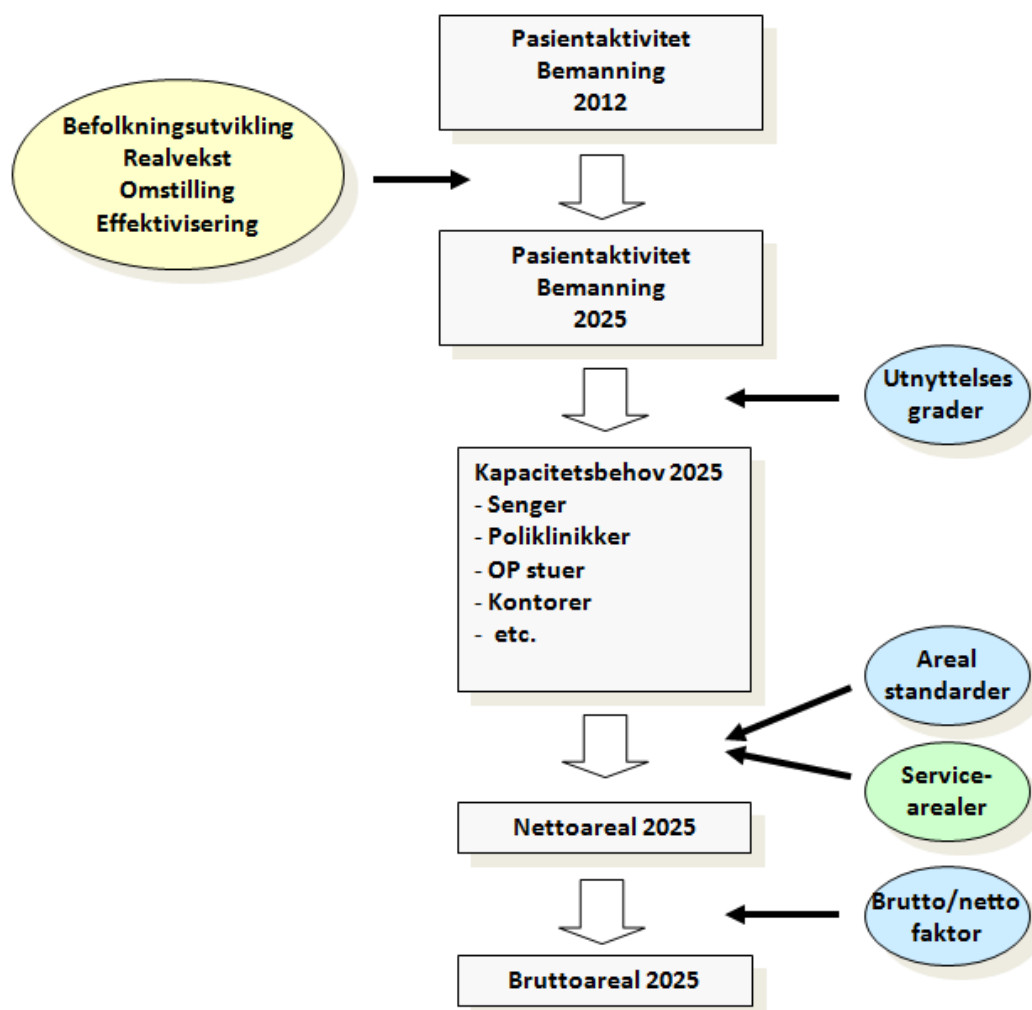 Pasientaktivitet
Bemanning
2012
Befolkningsutvikling
Realvekst
Omstilling
Effektivisering
Pasientaktivitet
Bemanning
2025
Utnyttelses
grader
Kapacitetsbehov 2025
- Senger
- Poliklinikker
- OP stuer
- Kontorer
- etc.
Areal
standarder
Service-
arealer
Nettoareal 2025
Brutto/netto
faktor
Bruttoareal 2025